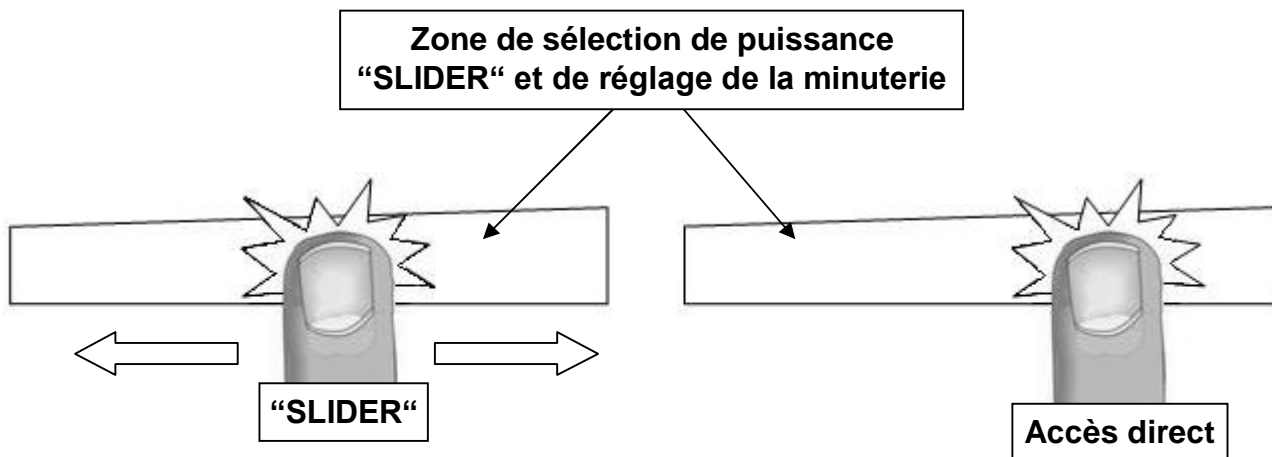 Zone de sélection de puissance
“SLIDER“ et de réglage de la minuterie
“SLIDER“
Accès direct